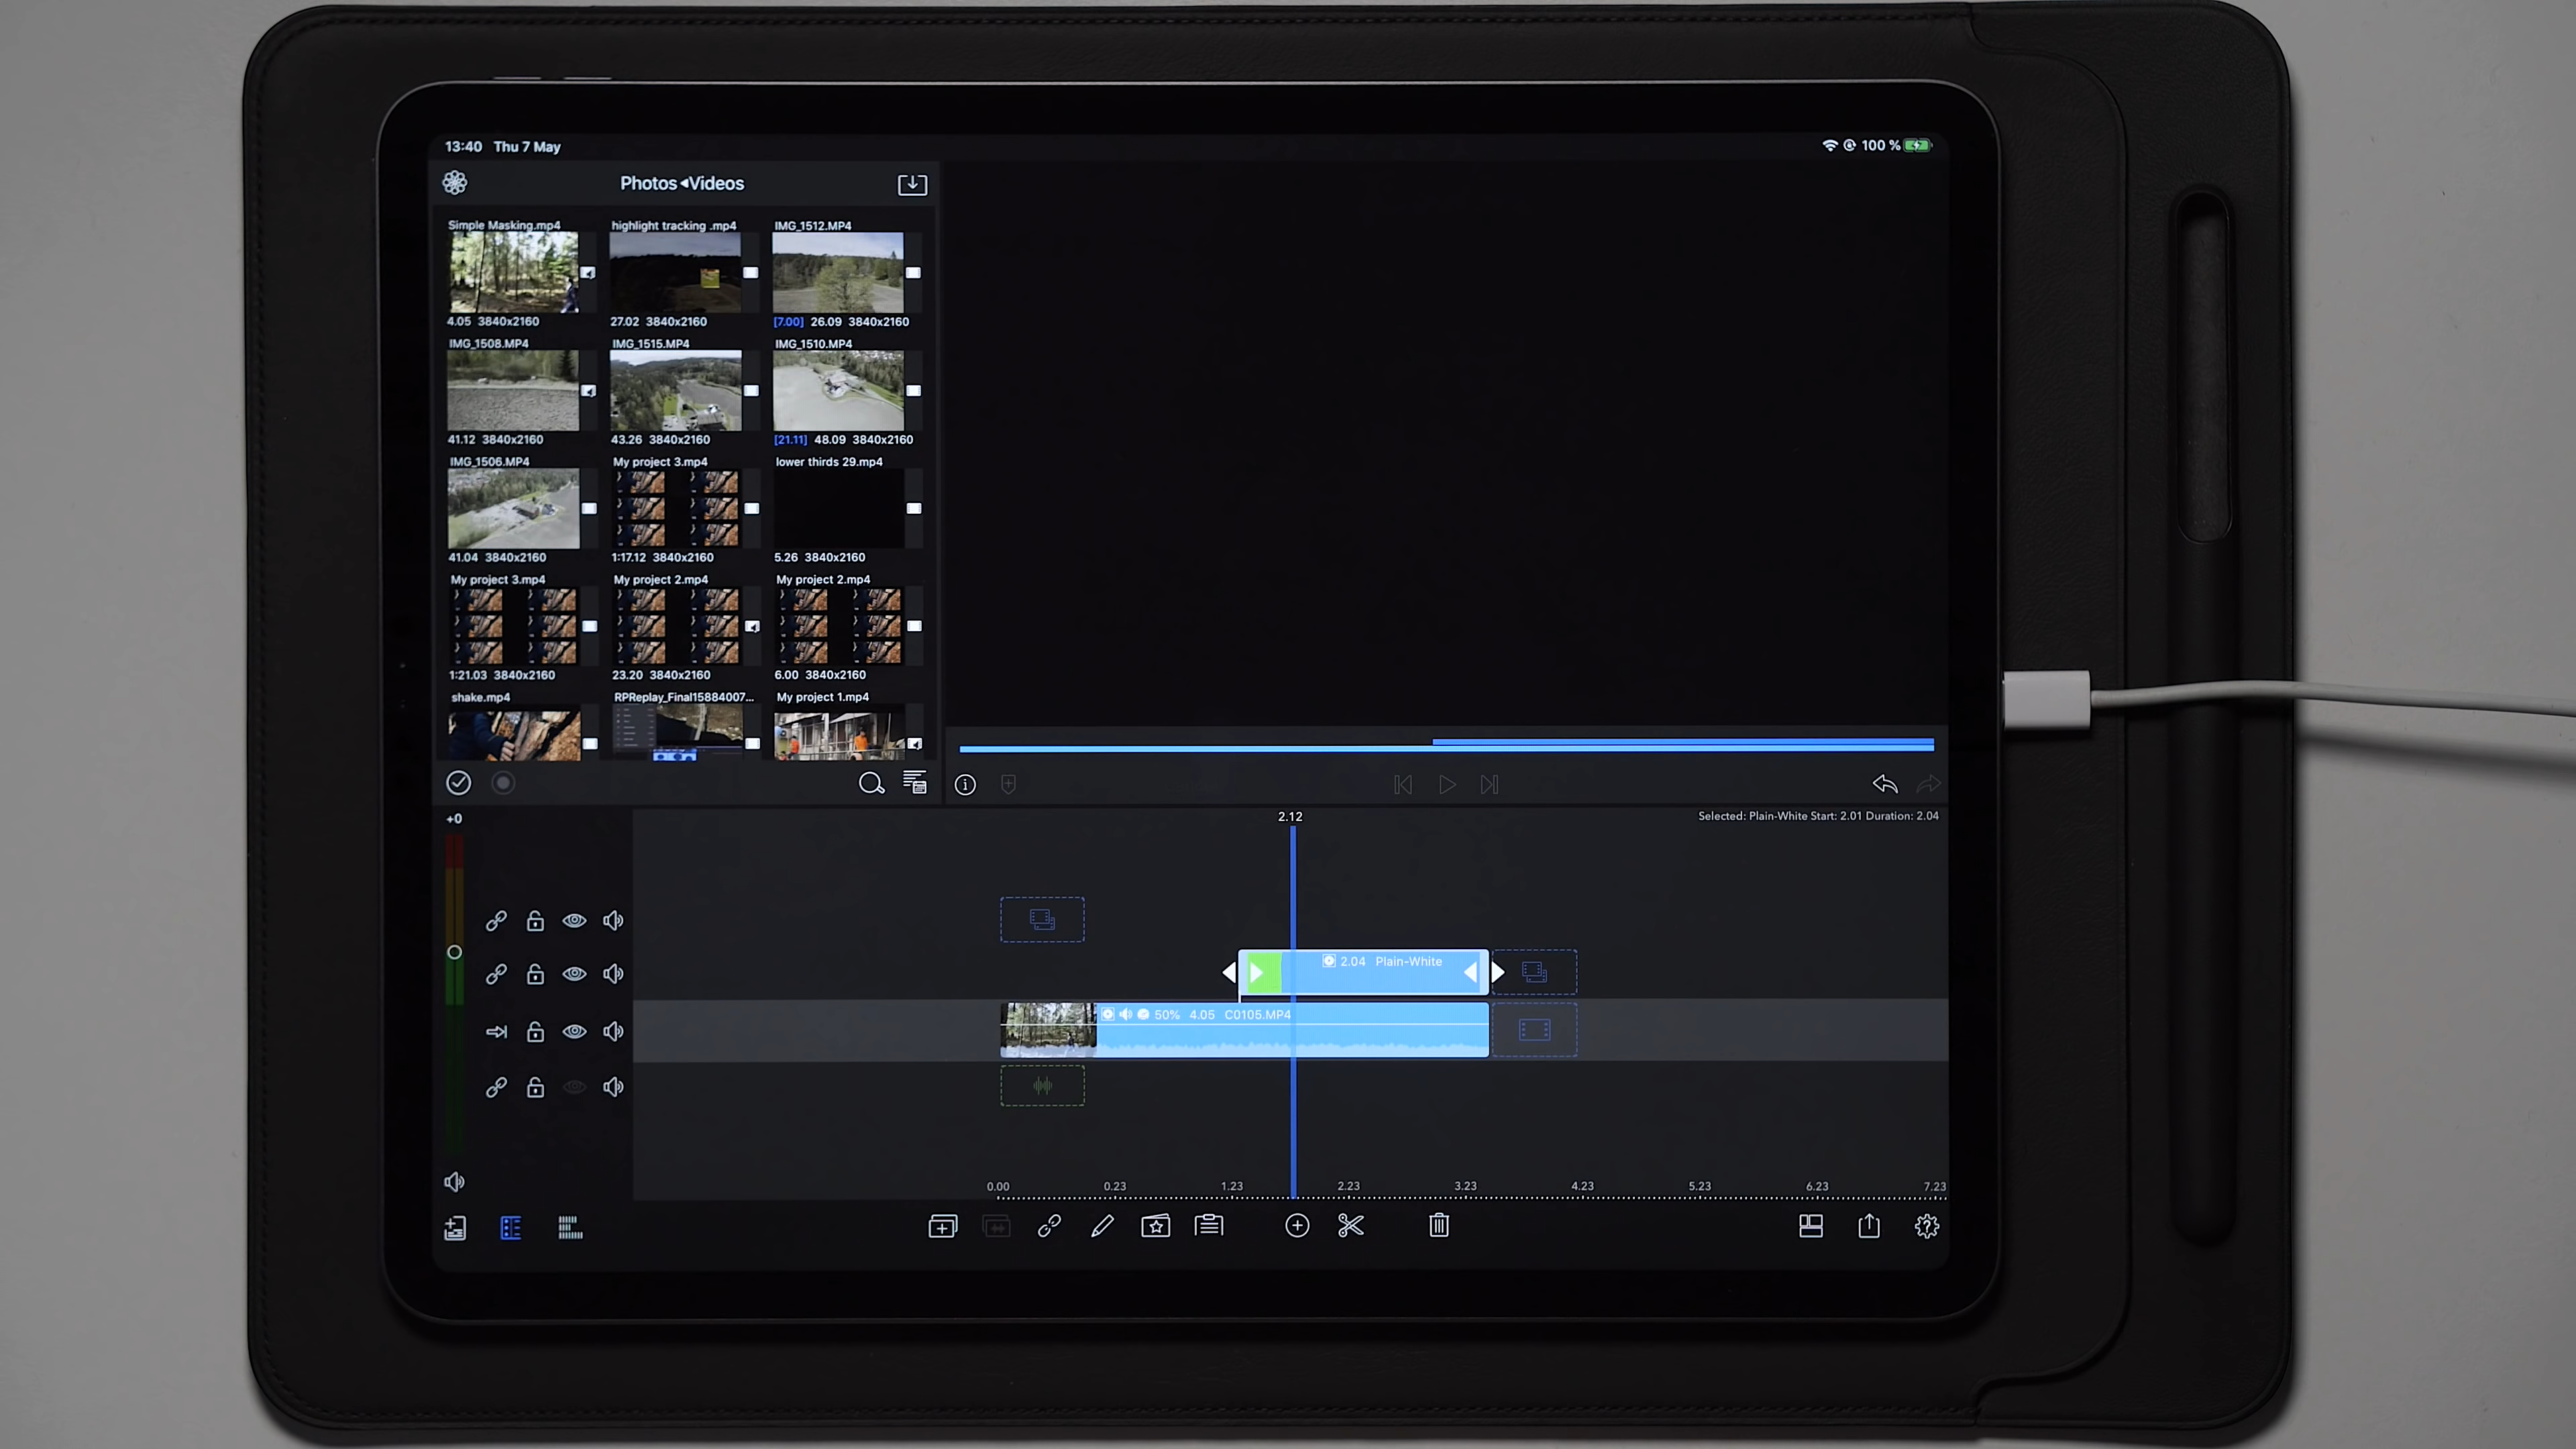 13:40 Thu 7 May
100 %
Photos ◂Videos
Simple Masking.mp4
highlight tracking .mp4
IMG_1512.MP4
4.05 3840x2160
27.02 3840x2160
[7.00] 26.09 3840x2160
IMG_1508.MP4
IMG_1515.MP4
IMG_1510.MP4
41.12 3840x2160
43.26 3840x2160
[21.11] 48.09 3840x2160
IMG_1506.MP4
My project 3.mp4
lower thirds 29.mp4
41.04 3840x2160
1:17.12 3840x2160
5.26 3840x2160
My project 3.mp4
My project 2.mp4
My project 2.mp4
1:21.03 3840x2160
23.20 3840x2160
6.00 3840x2160
shake.mp4
RPReplay_Final15884007...
My project 1.mp4
+0
2.12
Selected: Plain-White Start: 2.01 Duration: 2.04
2.04 Plain-White
50% 4.05 C0105.MP4
0.00 0.23 1.23 2.23 3.23 4.23 5.23 6.23 7.23